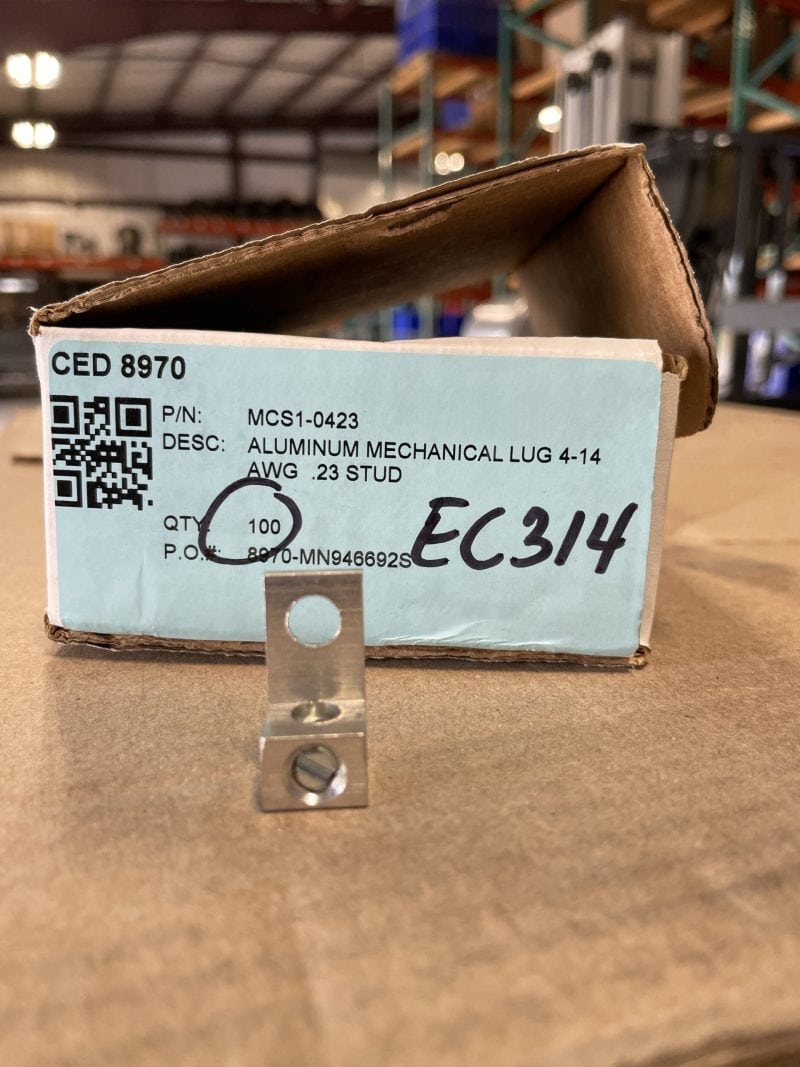 CED 8970
P/N: MCS1-0423
DESC: ALUMINUM MECHANICAL LUG 4-14
AWG .23 STUD
QTY: 100
P.O.#: 8970-MN946692S
EC314